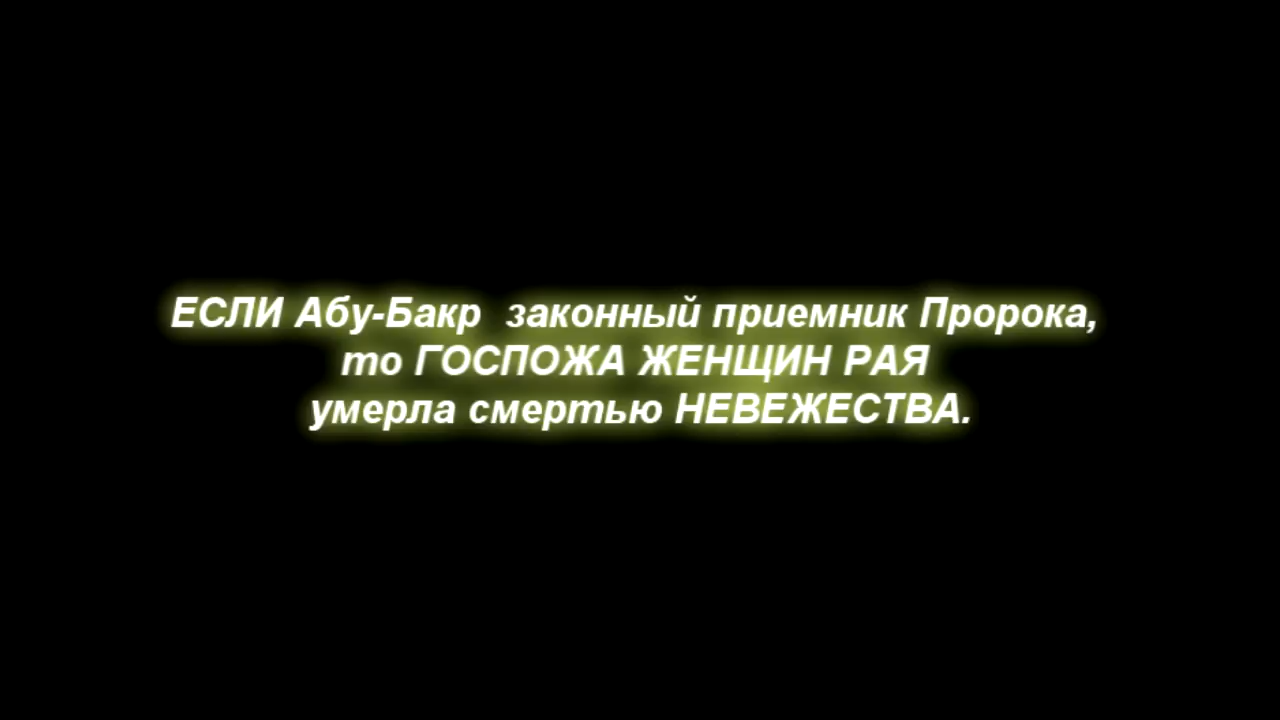 ЕСЛИ Абу-Бакр законный приемник Пророка,
то ГОСПОЖА ЖЕНЩИН РАЯ
умерла смертью НЕВЕЖЕСТВА.